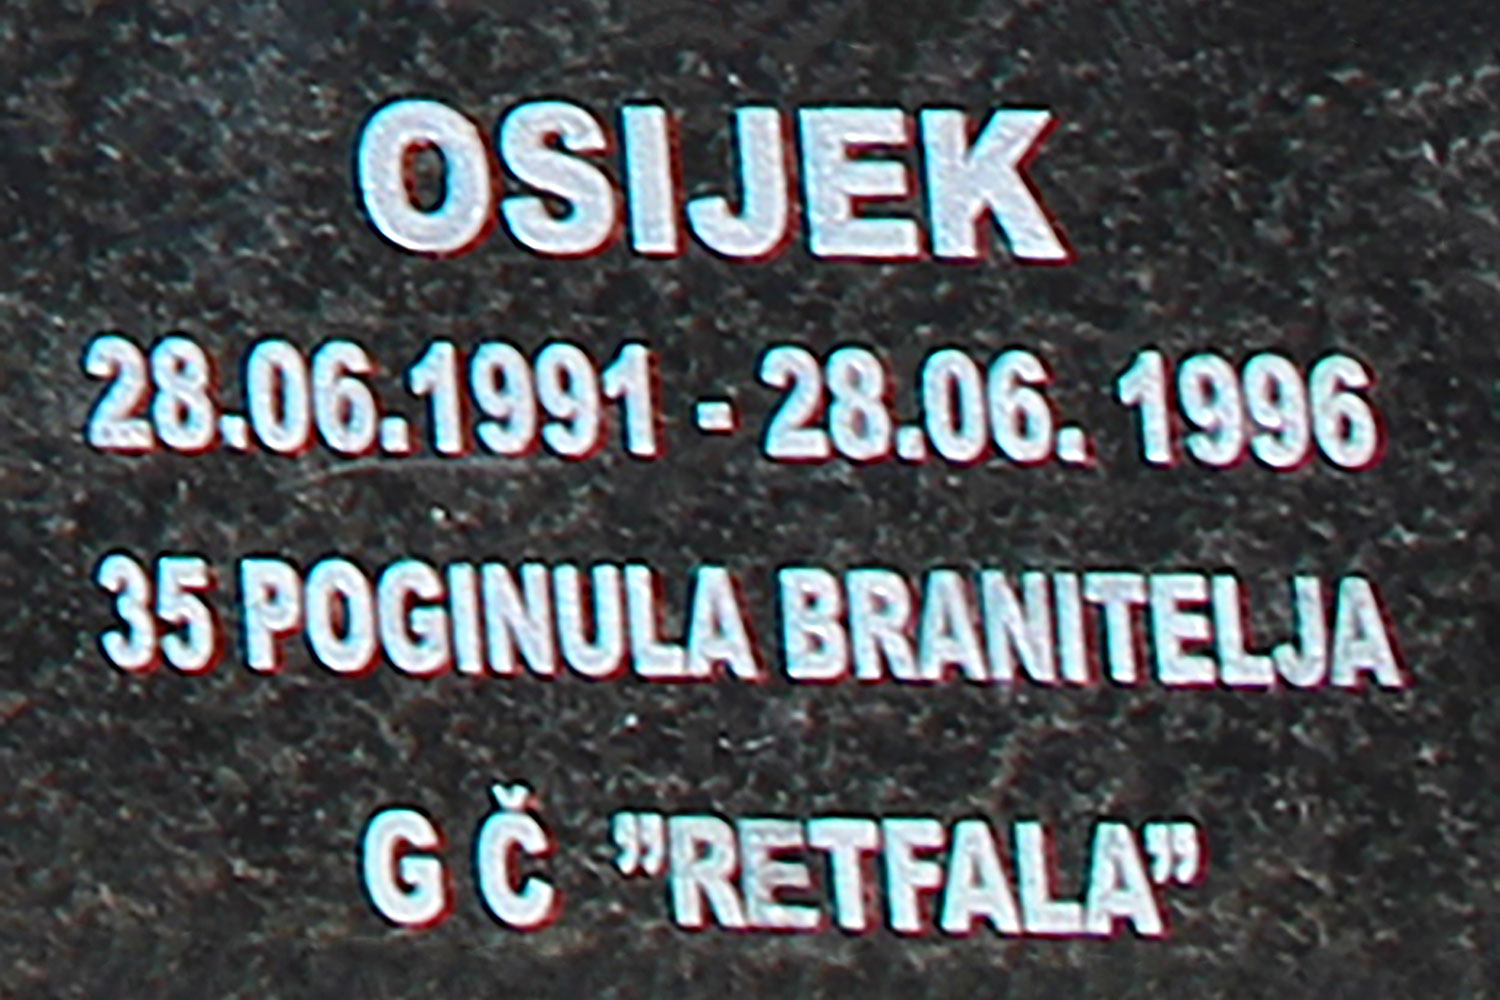 OSIJEK
28.06.1991 - 28.06. 1996
35 POGINULA BRANITELJA
G Č ”RETFALA”